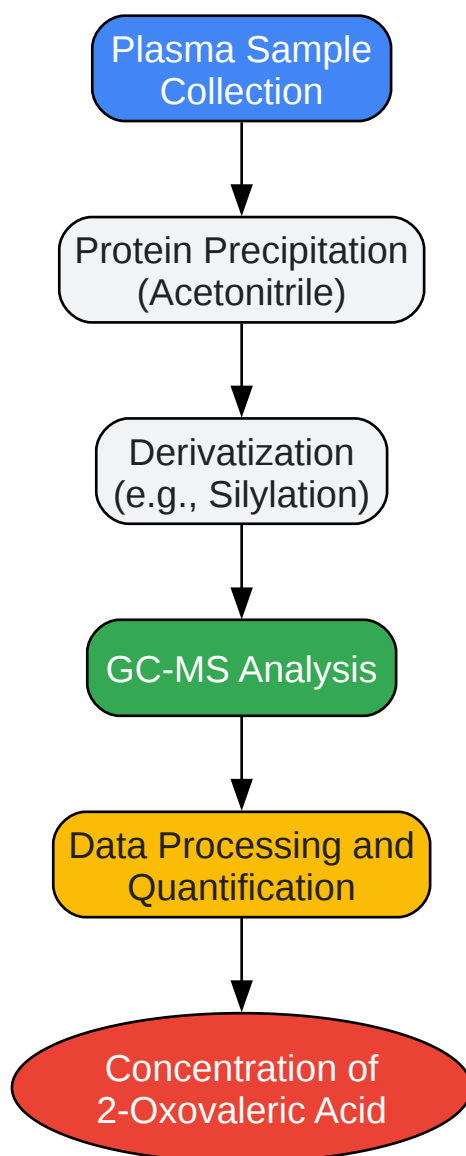 Plasma Sample
Collection
Protein Precipitation
(Acetonitrile)
Derivatization
(e.g., Silylation)
GC-MS Analysis
Data Processing and
Quantification
Concentration of
2-Oxovaleric Acid